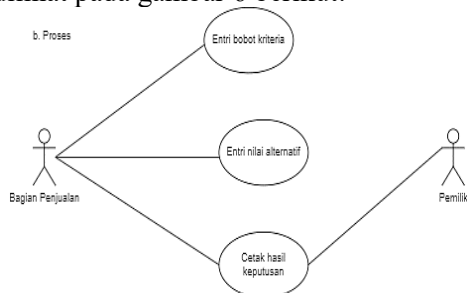 b. Proses
Entri bobot kriteria
Entri nilai alternatif
Bagian Penjualan
Pemilik
Cetak hasil
keputusan